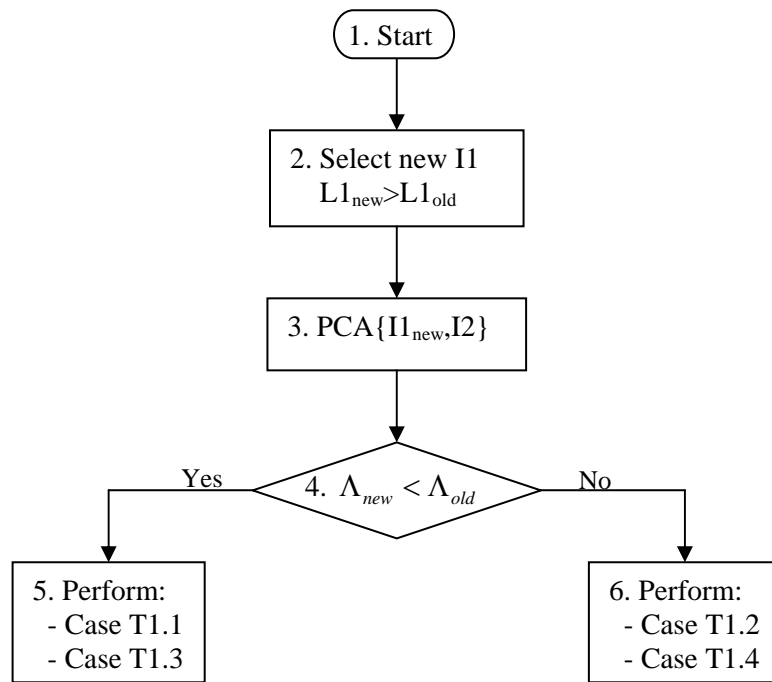 1. Start
2. Select new I1
L1new>L1old
3. PCA{I1new,I2}
Yes
4. Λnew < Λold
No
5. Perform:
- Case T1.1
- Case T1.3
6. Perform:
- Case T1.2
- Case T1.4